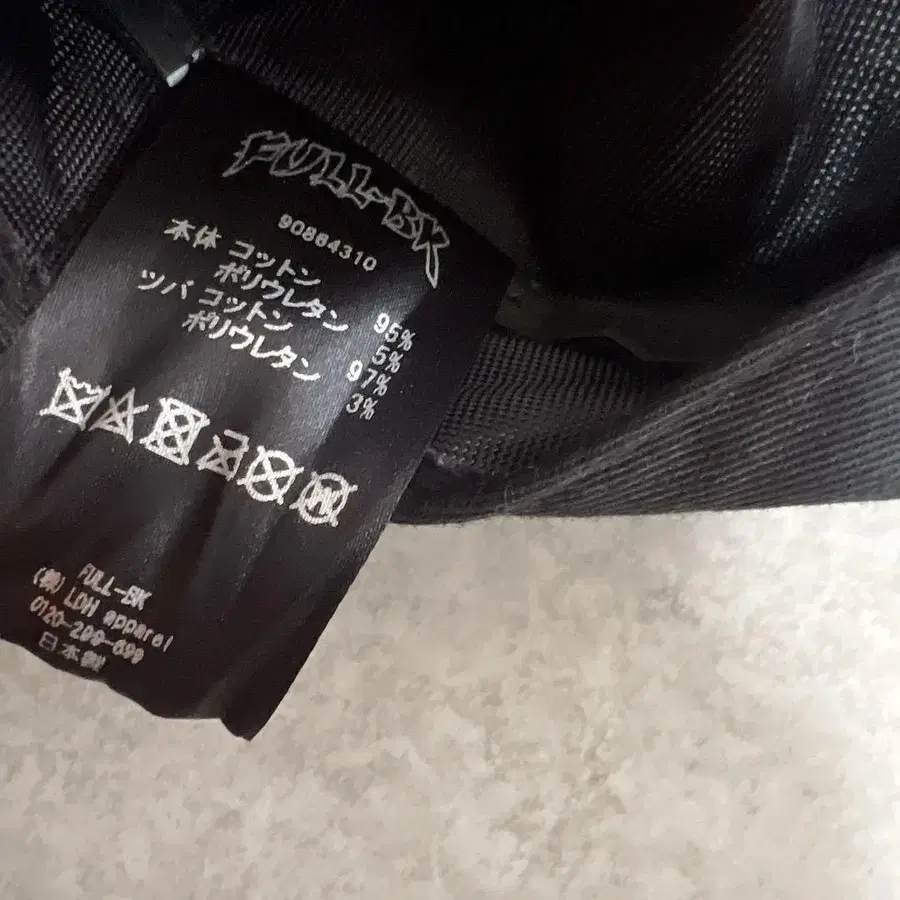 FULL-BK
90864310
本体 コットン 95%
ポリウレタン 5%
ツバ コットン 97%
ポリウレタン 3%
FULL-BK
(株) LDH apparel
0120-299-699
日本製